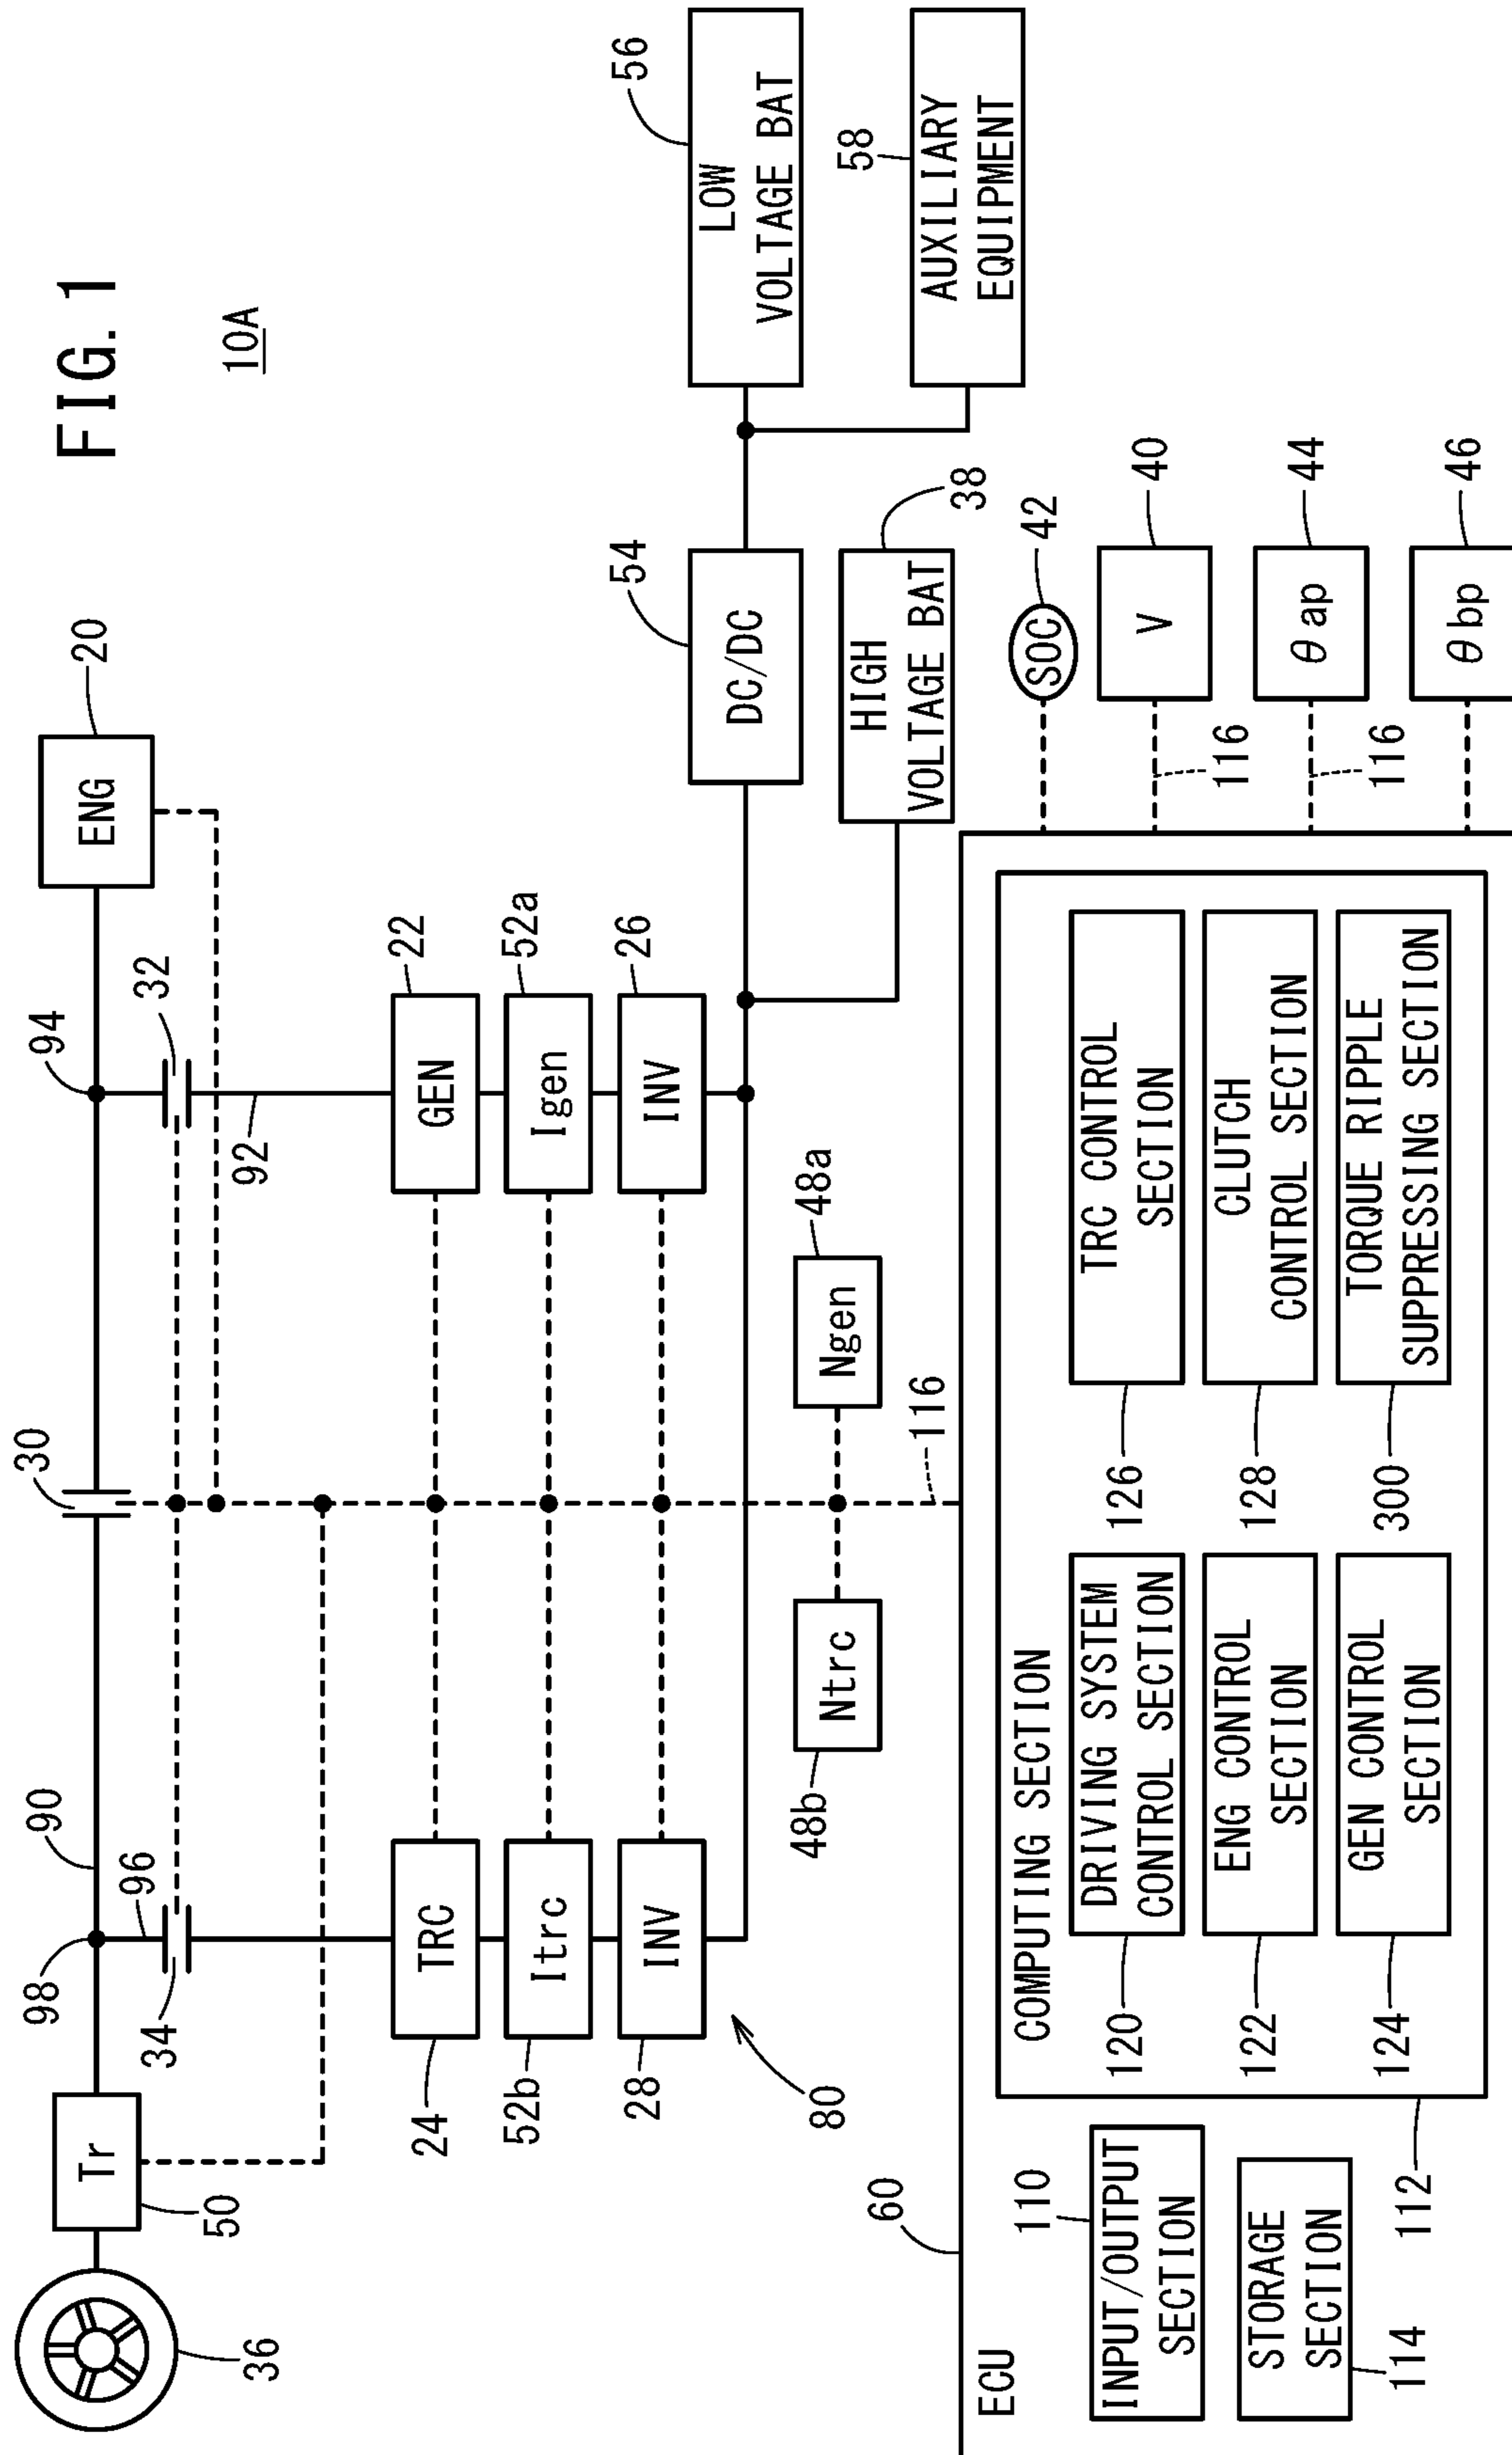 FIG. 1
10A
94
20
ENG
30
32
90
98
96
34
92
Tr
50
36
22
GEN
52a
Igen
26
INV
24
TRC
52b
Itrc
28
INV
80
54
DC/DC
56
LOW
VOLTAGE BAT
58
AUXILIARY
EQUIPMENT
38
HIGH
VOLTAGE BAT
48a
Ngen
48b
Ntrc
116
42
SOC
40
V
116
44
θap
116
46
θbp
60
ECU
110
INPUT/OUTPUT
SECTION
114
STORAGE
SECTION
112
COMPUTING SECTION
120
DRIVING SYSTEM
CONTROL SECTION
126
TRC CONTROL
SECTION
122
ENG CONTROL
SECTION
128
CLUTCH
CONTROL SECTION
124
GEN CONTROL
SECTION
300
TORQUE RIPPLE
SUPPRESSING SECTION